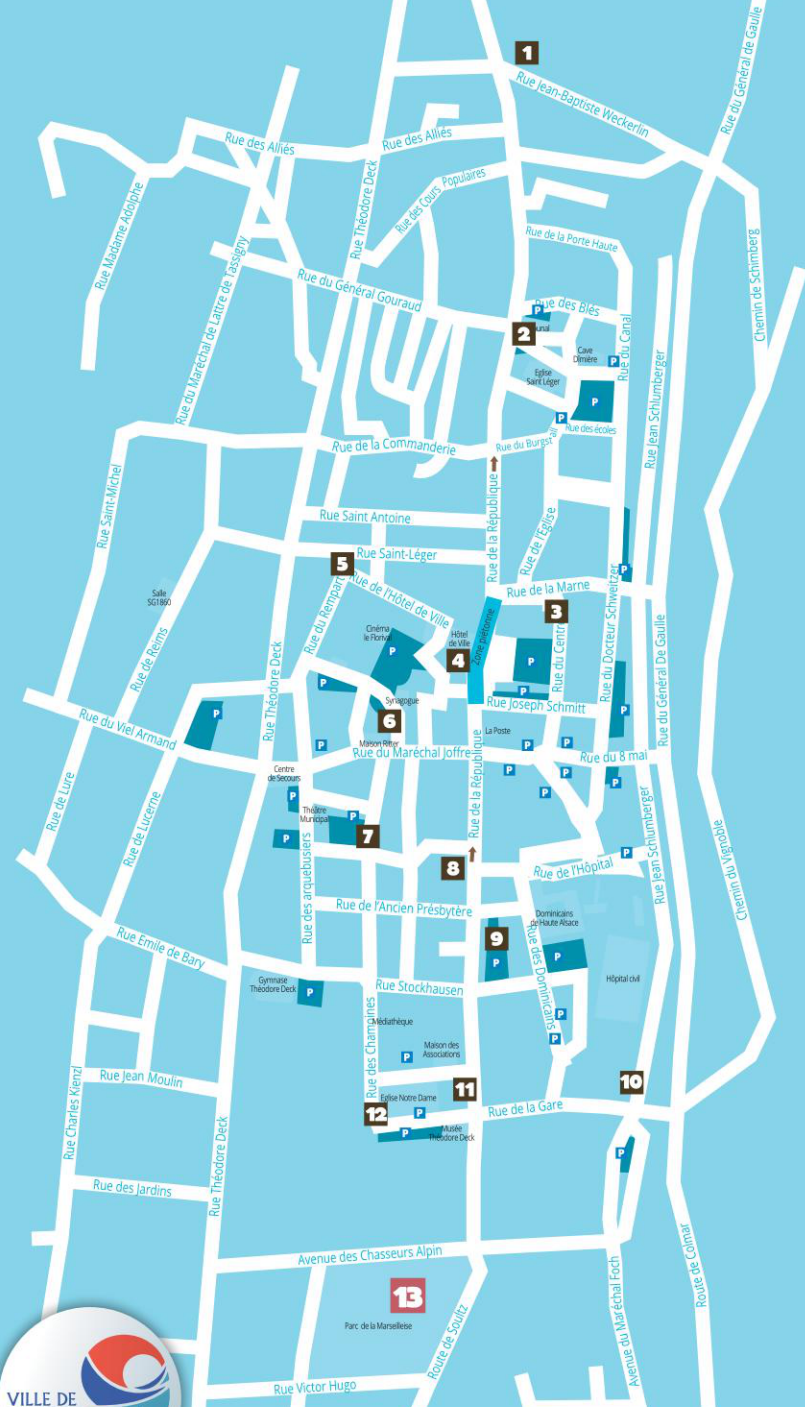 1
Rue Jean-Baptiste Weckerlin
Rue du Général de Gaulle
Rue des Alliés
Rue des Alliés
Rue Théodore Deck
Rue des Cours Populaires
Rue Madame Adolphe
Rue du Maréchal de Lattre de Tassigny
Rue de la Porte Haute
Chemin de Schimberg
Rue du Général Gouraud
P
Rue des Blés
2
Cave
Dîmière
P
Rue du Canal
Eglise
Saint Léger
Rue Jean Schlumberger
P
P
Rue des écoles
Rue du Burgstall
Rue de la Commanderie
Rue Saint-Michel
Rue de la République
Rue Saint Antoine
Rue de l'Eglise
Rue Saint-Léger
5
P
Rue de l'Hôtel de Ville
Rue de la Marne
Salle
SG1860
Rue du Rempart
3
Rue de Reims
Cinéma
le Florival
P
Hôtel
de Ville
4
Zone piétonne
P
Rue du Centre
Rue du Docteur Schweitzer
Rue du Général De Gaulle
P
P
Synagogue
Rue Joseph Schmitt
Rue Théodore Deck
P
6
P
Rue du Viel Armand
Maison Ritter
La Poste
P
P
P
Rue du Maréchal Joffre
Rue du 8 mai
Centre
de Secours
P
P
P
P
Rue de la République
Rue de Lure
Rue de Lucerne
P
Théâtre
Municipal
P
P
7
Rue Jean Schlumberger
Chemin du Vignoble
8
P
Rue de l'Hôpital
Rue des arquebusiers
Rue de l'Ancien Présbytère
Dominicains
de Haute Alsace
9
P
P
Rue Emile de Bary
Rue des Dominicains
Gymnase
Théodore Deck
P
Rue Stockhausen
Hôpital civil
P
P
Médiathèque
Rue des Chamoines
P
Maison des
Associations
Rue Jean Moulin
11
10
Eglise Notre Dame
12
P
Rue de la Gare
P
Musée
Théodore Deck
Rue Charles Kienzl
Rue Théodore Deck
P
Rue des Jardins
Avenue des Chasseurs Alpin
13
Parc de la Marselleise
Route de Soultz
Avenue du Maréchal Foch
Route de Colmar
Rue Victor Hugo
VILLE DE